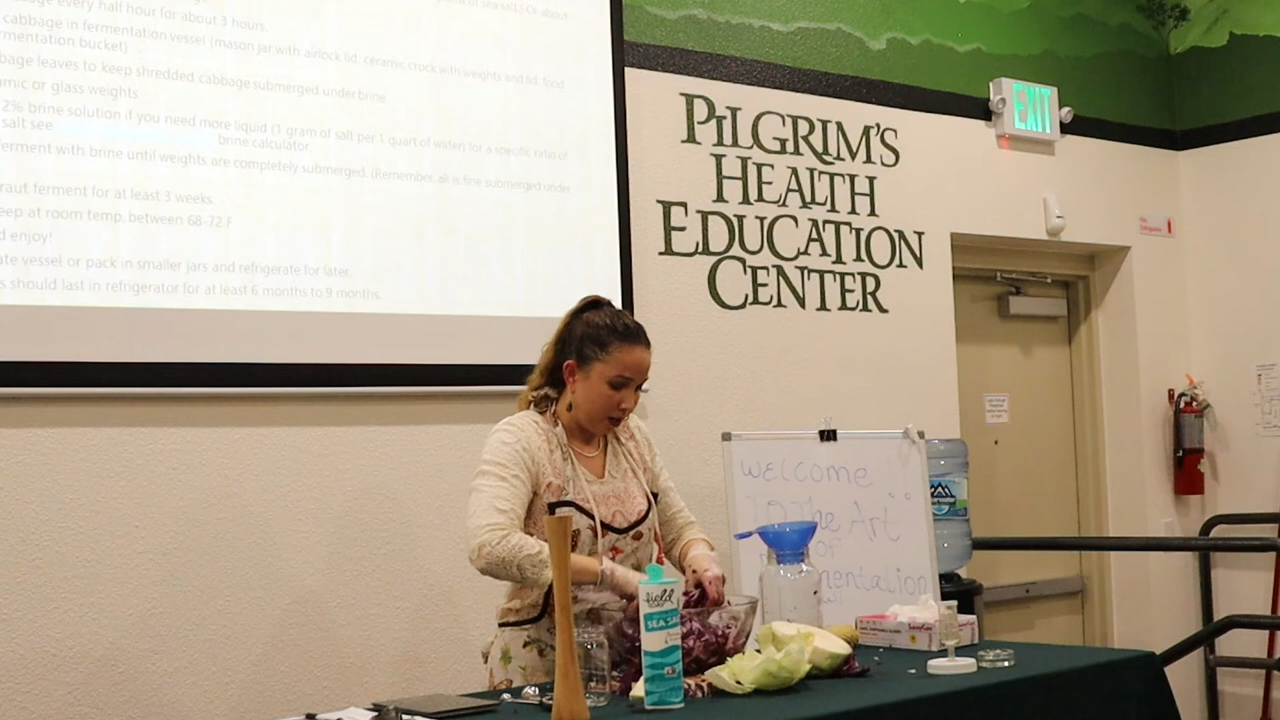 every half hour for about 3 hours.
cabbage in fermentation vessel (mason jar with airlock lid, ceramic crock with weights and lid, food
rmentation bucket)
bage leaves to keep shredded cabbage submerged under brine
amic or glass weights
2% brine solution if you need more liquid (1 gram of salt per 1 quart of water) for a specific ratio of
salt see brine calculator
ferment with brine until weights are completely submerged. (Remember, all is fine submerged under
raut ferment for at least 3 weeks.
eep at room temp. between 68-72 F
d enjoy!
ate vessel or pack in smaller jars and refrigerate for later.
s should last in refrigerator for at least 6 months to 9 months.
PILGRIM'S
HEALTH
EDUCATION
CENTER
EXIT
WELCOME
TO The Art
OF
mentation
field
SEA SALT